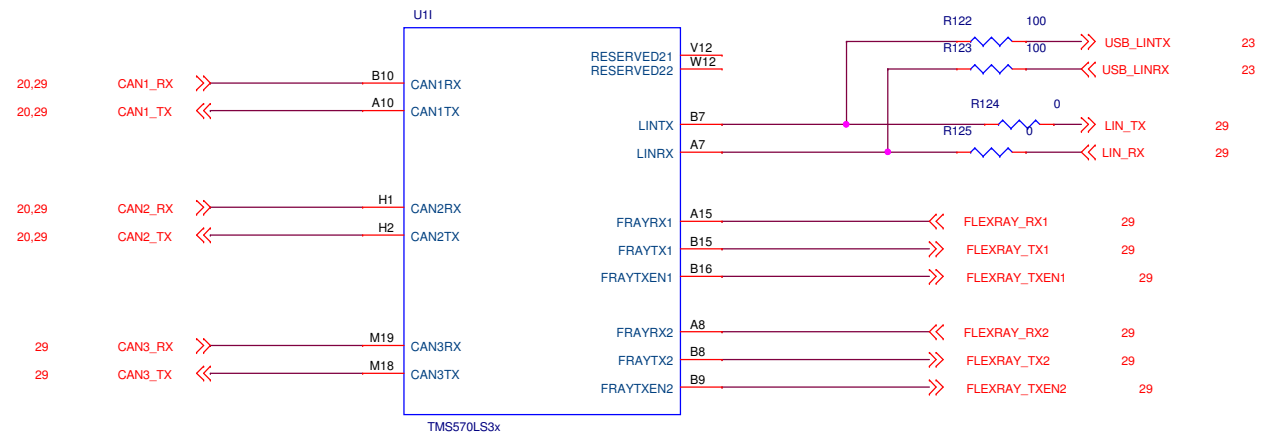 U1I
R122 100
USB_LINTX 23
R123 100
USB_LINRX 23
RESERVED21 V12
RESERVED22 W12
20,29 CAN1_RX B10 CAN1RX
20,29 CAN1_TX A10 CAN1TX
R124 0
LINTX B7 LIN_TX 29
R125 0
LINRX A7 LIN_RX 29
20,29 CAN2_RX H1 CAN2RX
20,29 CAN2_TX H2 CAN2TX
FRAYRX1 A15 FLEXRAY_RX1 29
FRAYTX1 B15 FLEXRAY_TX1 29
FRAYTXEN1 B16 FLEXRAY_TXEN1 29
29 CAN3_RX M19 CAN3RX
29 CAN3_TX M18 CAN3TX
FRAYRX2 A8 FLEXRAY_RX2 29
FRAYTX2 B8 FLEXRAY_TX2 29
FRAYTXEN2 B9 FLEXRAY_TXEN2 29
TMS570LS3x